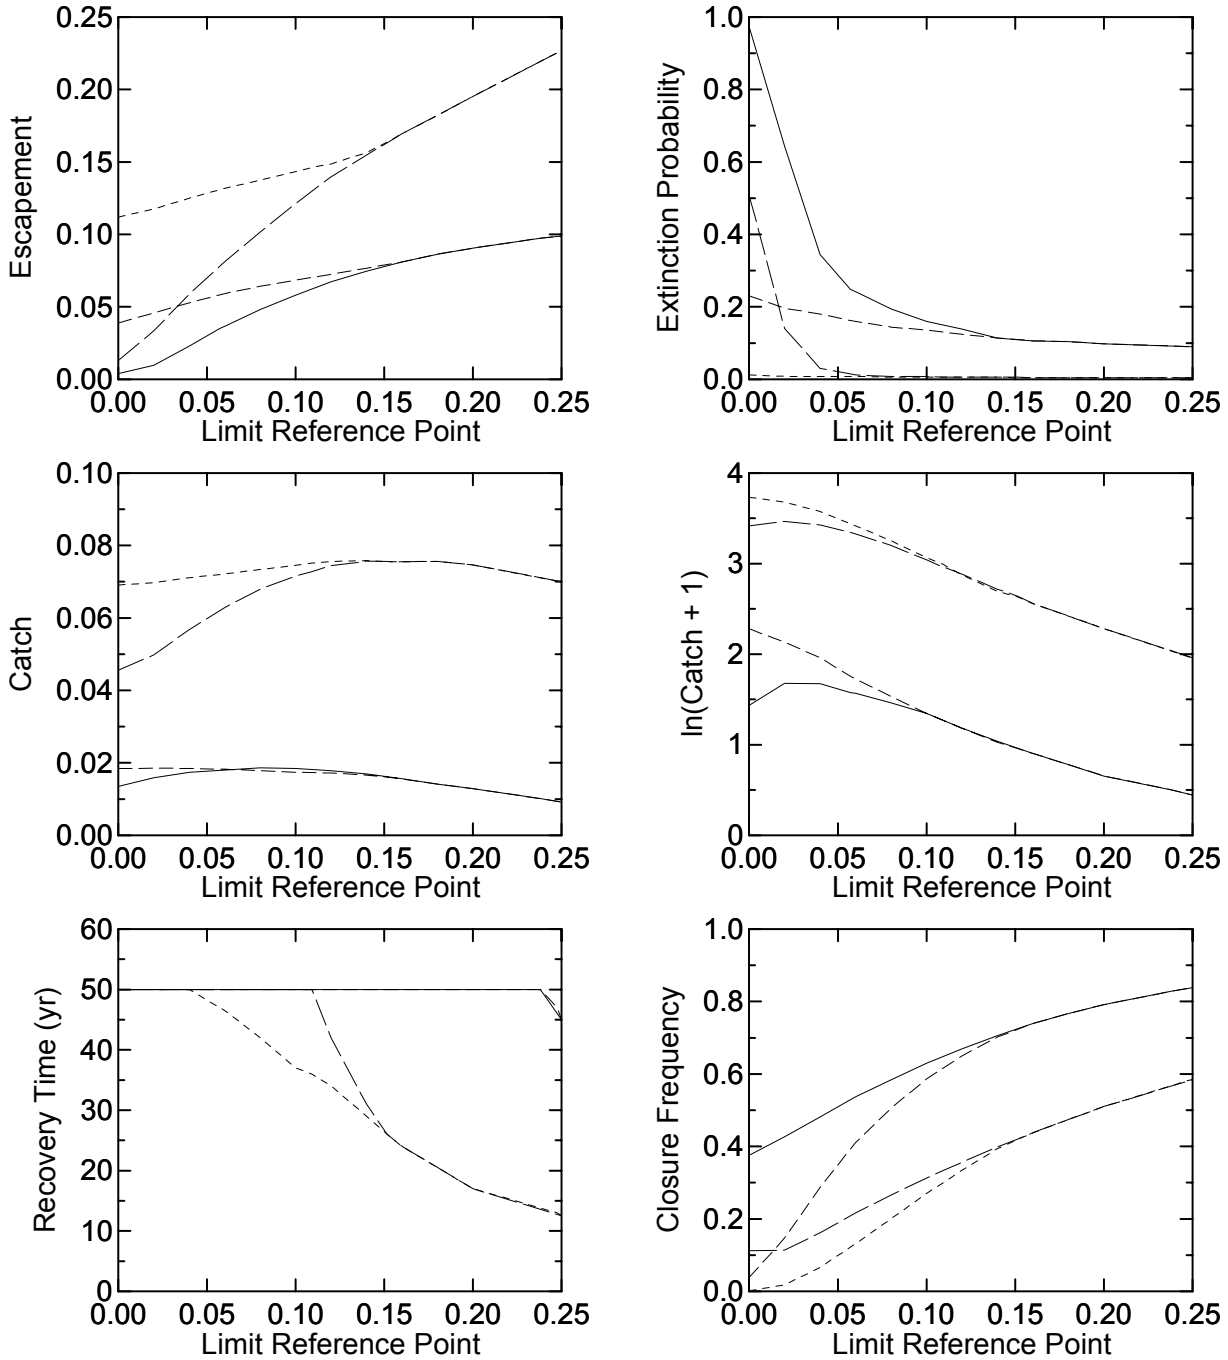 0.25
0.20
0.15
0.10
0.05
0.00
Escapement
0.00 0.05 0.10 0.15 0.20 0.25
Limit Reference Point
1.0
0.8
0.6
0.4
0.2
0.0
Extinction Probability
0.00 0.05 0.10 0.15 0.20 0.25
Limit Reference Point
0.10
0.08
0.06
0.04
0.02
0.00
Catch
0.00 0.05 0.10 0.15 0.20 0.25
Limit Reference Point
4
3
2
1
0
ln(Catch + 1)
0.00 0.05 0.10 0.15 0.20 0.25
Limit Reference Point
60
50
40
30
20
10
0
Recovery Time (yr)
0.00 0.05 0.10 0.15 0.20 0.25
Limit Reference Point
1.0
0.8
0.6
0.4
0.2
0.0
Closure Frequency
0.00 0.05 0.10 0.15 0.20 0.25
Limit Reference Point